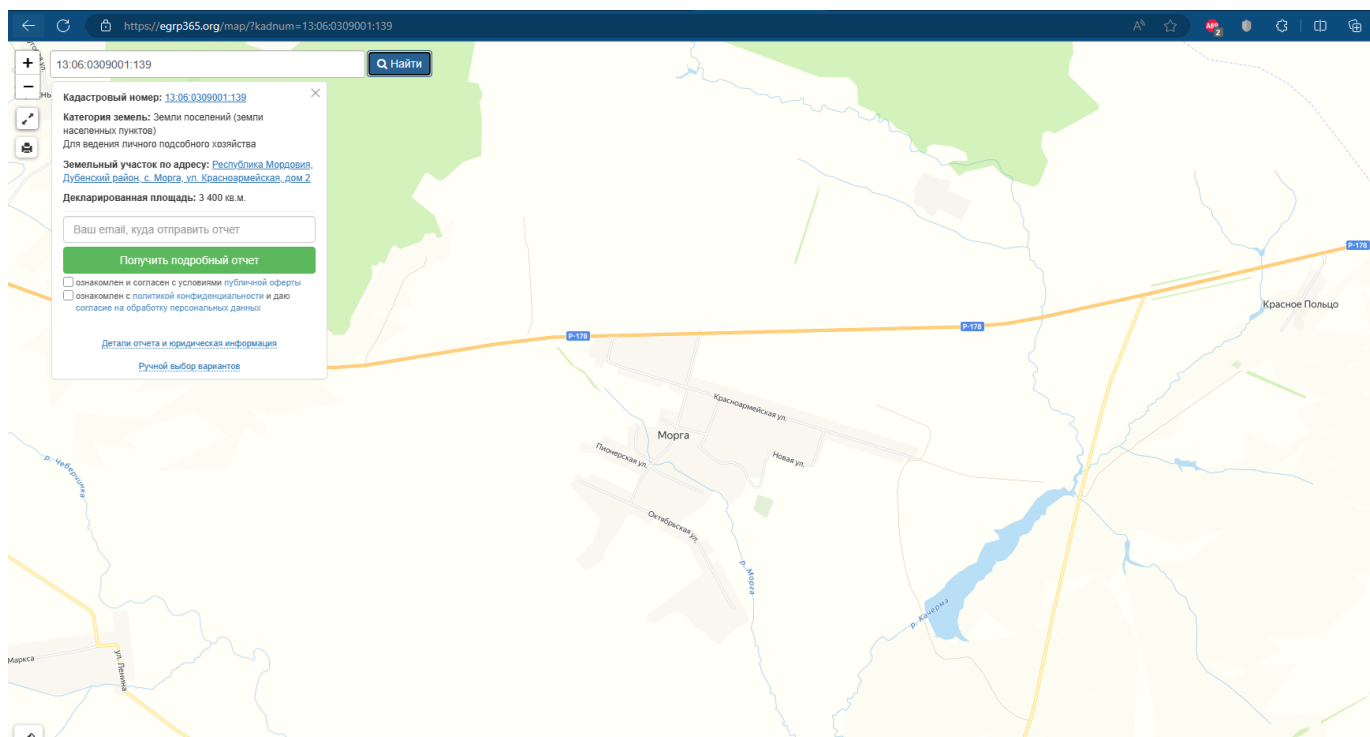 https://egrp365.org/map/?kadnum=13:06:0309001:139
ABP
2
13:06:0309001:139
Найти
Кадастровый номер: 13:06:0309001:139
Категория земель: Земли поселений (земли
населенных пунктов)
Для ведения личного подсобного хозяйства
Земельный участок по адресу: Республика Мордовия,
Дубенский район, с. Морга, ул. Красноармейская, дом 2
Декларированная площадь: 3 400 кв.м.
Ваш email, куда отправить отчет
Получить подробный отчет
ознакомлен и согласен с условиями публичной оферты
ознакомлен с политикой конфиденциальности и даю
согласие на обработку персональных данных
Детали отчета и юридическая информация
Ручной выбор вариантов
Р-178
Р-178
Р-178
Красное Польцо
Красноармейская ул.
Морга
Новая ул.
Пионерская ул.
Октябрьская ул.
р. Чеберчинка
р. Морга
р. Качерма
Маркса
ул. Ленина